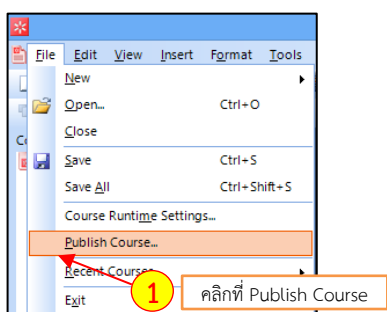 File Edit View Insert Format Tools
New
Open... Ctrl+O
Close
Save Ctrl+S
Save All Ctrl+Shift+S
Course Runtime Settings...
Publish Course...
Recent Courses
Exit
1 คลิกที่ Publish Course